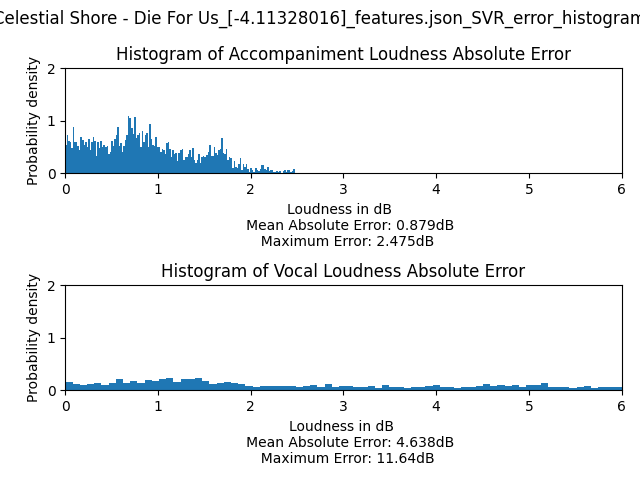 Celestial Shore - Die For Us_[-4.11328016]_features.json_SVR_error_histogram
Histogram of Accompaniment Loudness Absolute Error
Probability density
2
1
0
0 1 2 3 4 5 6
Loudness in dB
Mean Absolute Error: 0.879dB
Maximum Error: 2.475dB
Histogram of Vocal Loudness Absolute Error
Probability density
2
1
0
0 1 2 3 4 5 6
Loudness in dB
Mean Absolute Error: 4.638dB
Maximum Error: 11.64dB